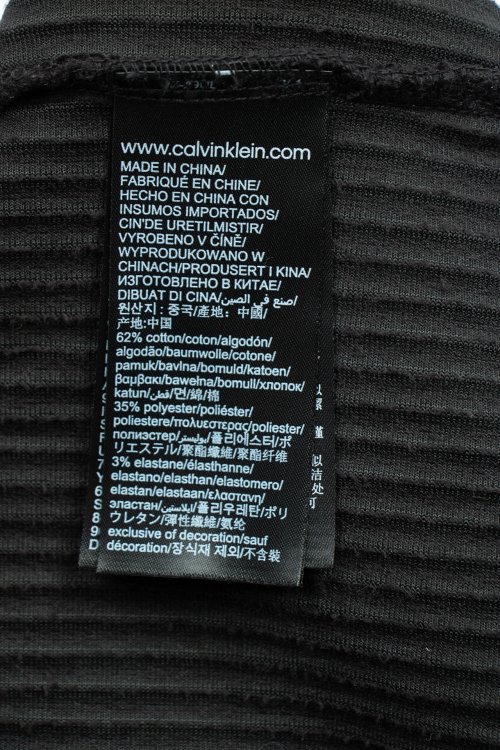 www.calvinklein.com
MADE IN CHINA/
FABRIQUÉ EN CHINE/
HECHO EN CHINA CON
INSUMOS IMPORTADOS/
CIN'DE URETILMISTIR/
VYROBENO V ČÍNĚ/
WYPRODUKOWANO W
CHINACH/PRODUSERT I KINA/
ИЗГОТОВЛЕНО В КИТАЕ/
DIBUAT DI CINA/صنع في الصين/
원산지 : 중국/產地: 中國/
产地:中国
62% cotton/coton/algodón/
algodão/baumwolle/cotone/
pamuk/bavlna/bomuld/katoen/
βαμβακι/bawełna/bomull/хлопок/
katun/قطن/면/綿/棉
35% polyester/poliéster/
poliestere/πολυεστερας/poliester/
полиэстер/بوليستر/폴리에스터/ポ
リエステル/聚酯纖維/聚酯纤维
3% elastane/élasthanne/
elastano/elasthan/elastomero/
elastan/elastaan/ελαστανη/
эластан/ايلاستين/폴리우레탄/ポリ
ウレタン/彈性纖維/氨纶
exclusive of decoration/sauf
décoration/장식재 제외/不含裝